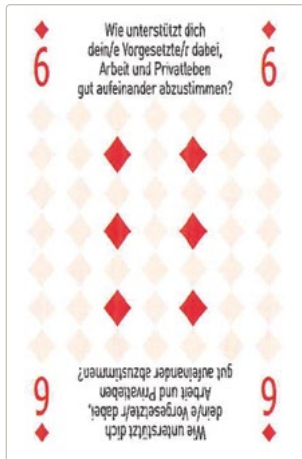 6
Wie unterstützt dich
dein/e Vorgesetzte/r dabei,
Arbeit und Privatleben
gut aufeinander abzustimmen?
6
6
Wie unterstützt dich
dein/e Vorgesetzte/r dabei,
Arbeit und Privatleben
gut aufeinander abzustimmen?
6